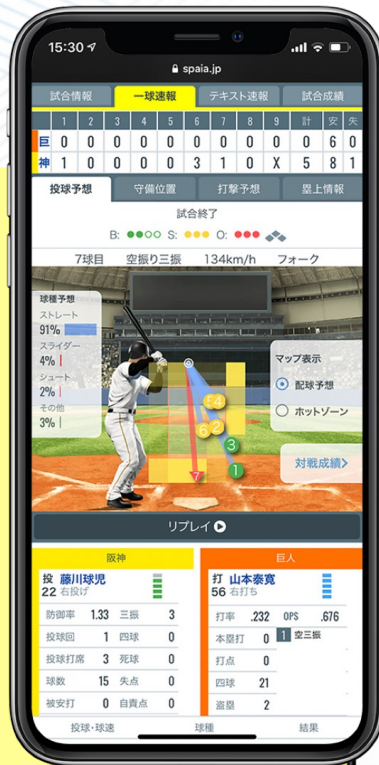 15:30
spaia.jp
試合情報 一球速報 テキスト速報 試合成績
1 2 3 4 5 6 7 8 9 計 安 失
巨 0 0 0 0 0 0 0 0 0 0 6 0
神 1 0 0 0 0 3 1 0 X 5 8 1
投球予想 守備位置 打撃予想 塁上情報
試合終了
B: S: O:
7球目 空振り三振 134km/h フォーク
球種予想
ストレート
91%
スライダー
4%
シュート
2%
その他
3%
マップ表示
配球予想
ホットゾーン
対戦成績>
5 4
6 2
3
1
7
リプレイ
阪神
投 藤川球児
22 右投げ
防御率 1.33 三振 3
投球回 1 四球 0
投球打席 3 死球 0
球数 15 失点 0
被安打 0 自責点 0
巨人
打 山本泰寛
56 右打ち
打率 .232 OPS .676
本塁打 0 1 空三振
打点 0
四球 21
盗塁 2
投球・球速 球種 結果